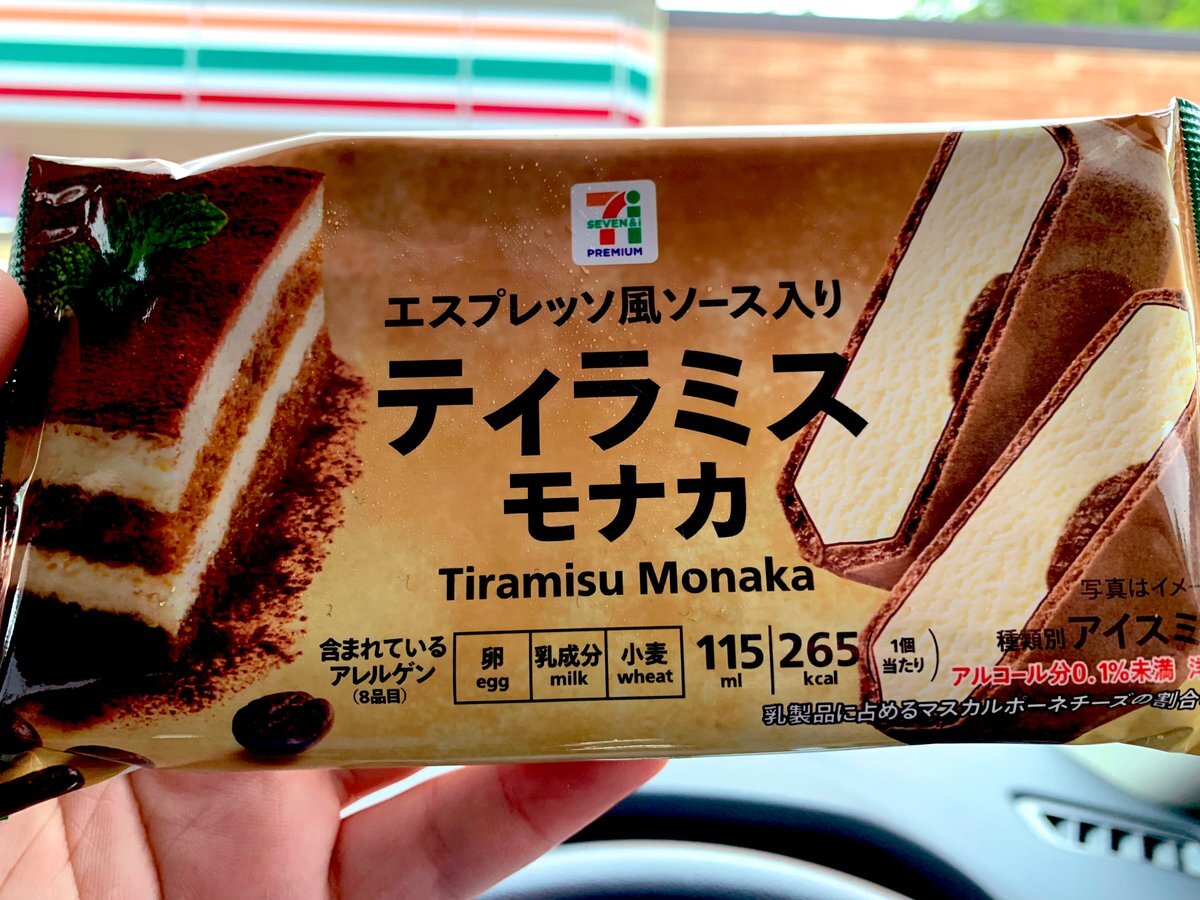 7i
SEVEN&i
PREMIUM
エスプレッソ風ソース入り
ティラミス
モナカ
Tiramisu Monaka
含まれている
アレルゲン
(8品目)
卵
egg
乳成分
milk
小麦
wheat
115
ml
265
kcal
1個
当たり)
写真はイメ
種類別 アイスミ
アルコール分0.1%未満
乳製品に占めるマスカルポーネチーズの割合